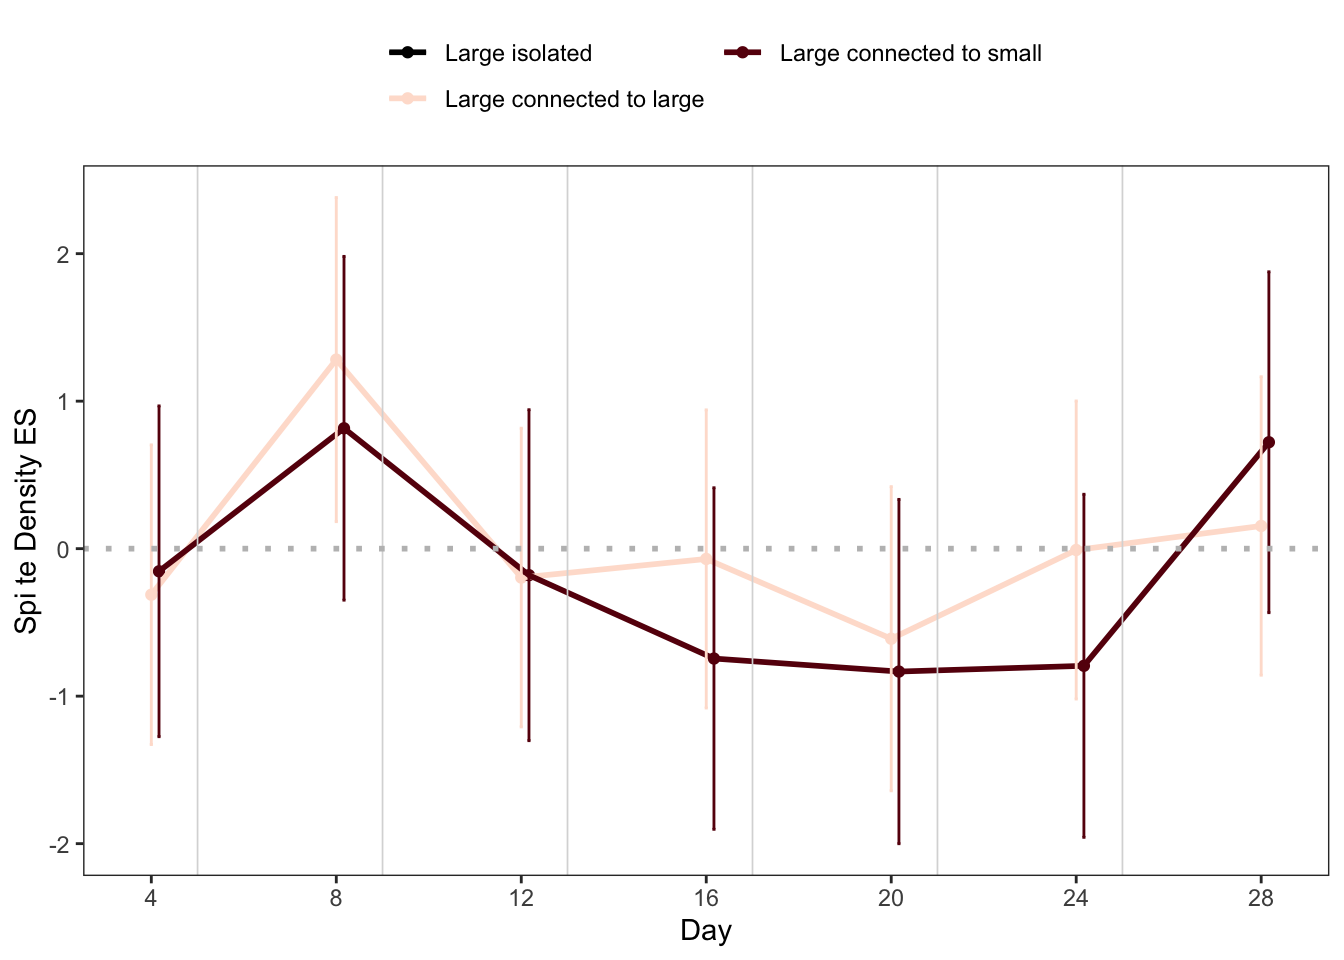 Large isolated
Large connected to small
Large connected to large
Spi te Density ES
2
1
0
-1
-2
4 8 12 16 20 24 28
Day